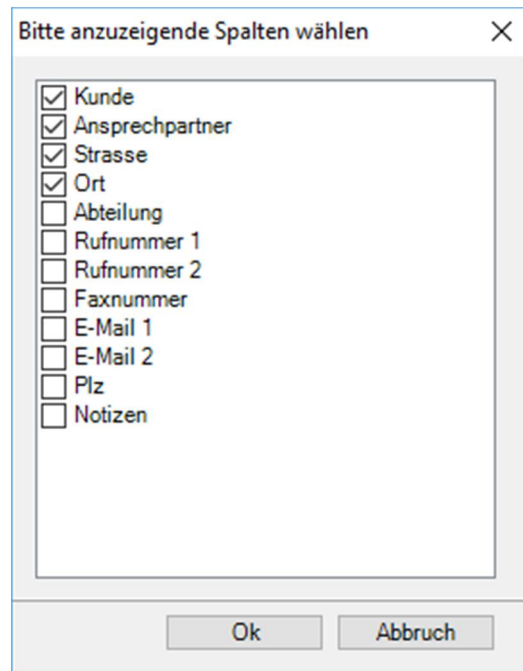 Bitte anzuzeigende Spalten wählen
Kunde
Ansprechpartner
Strasse
Ort
Abteilung
Rufnummer 1
Rufnummer 2
Faxnummer
E-Mail 1
E-Mail 2
Plz
Notizen
Ok Abbruch